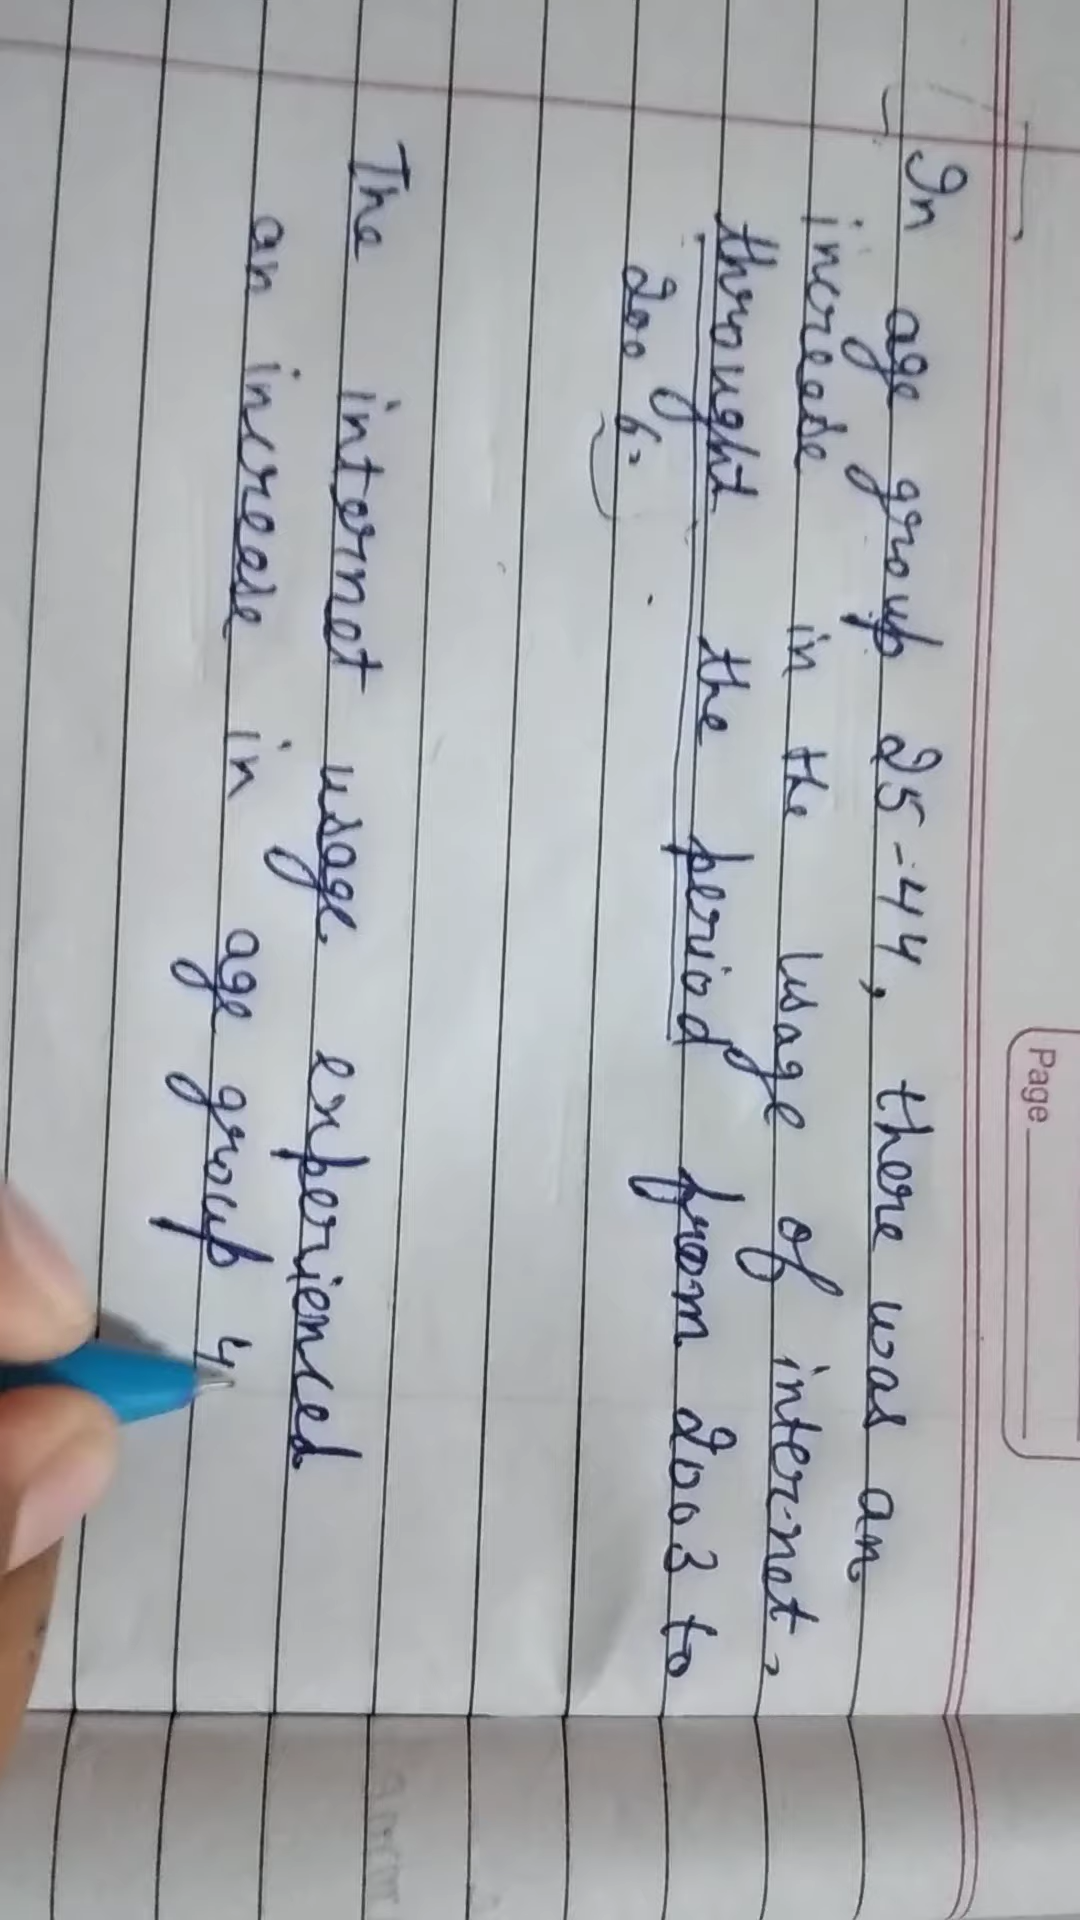 Page
In age group 25-44, there was an
increase in the usage of internet,
throught the period from 2003 to
2006.
The internet usage experienced
an increase in age group 4